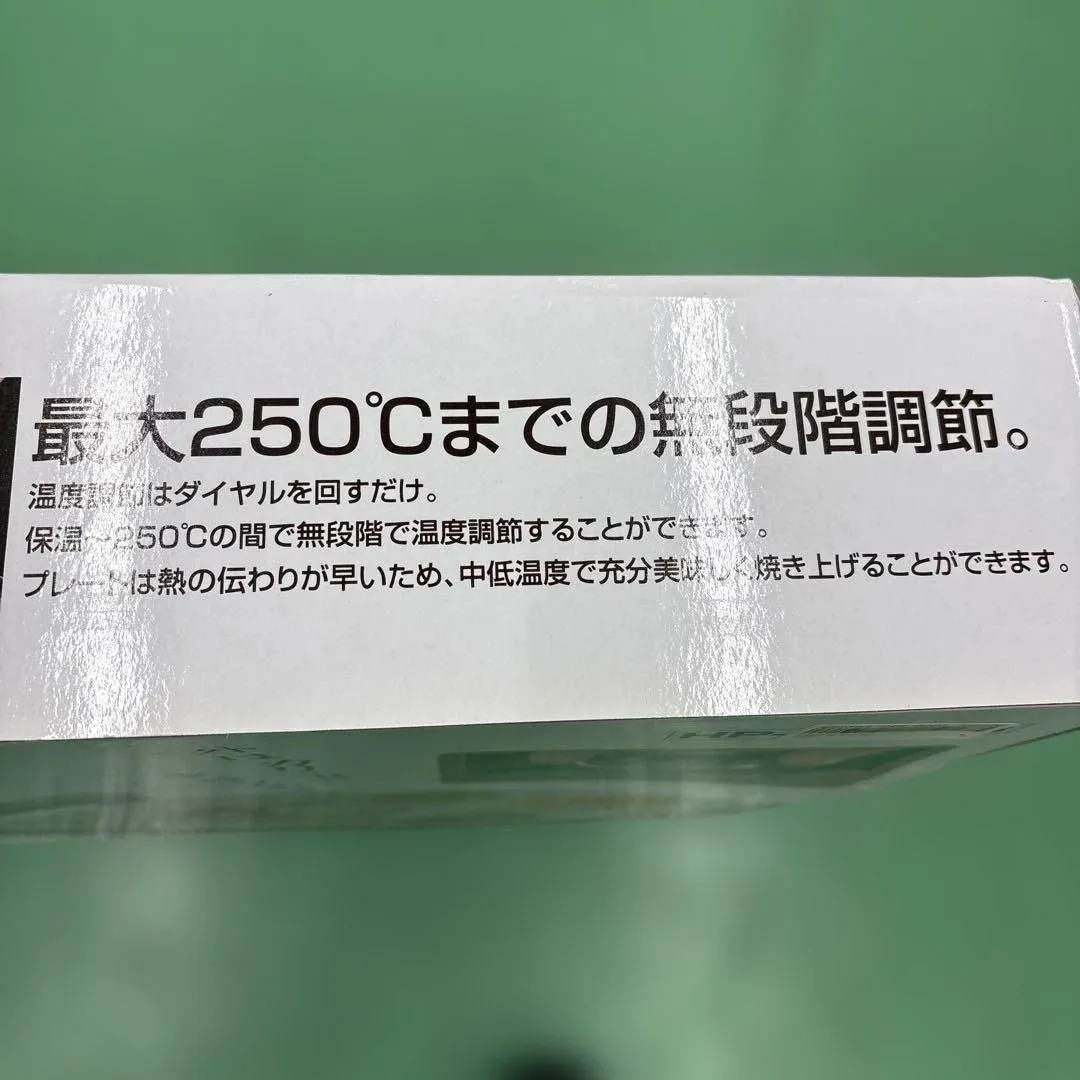 最大250℃までの無段階調節。
温度調節はダイヤルを回すだけ。
保温～250℃の間で無段階で温度調節することができます。
プレートは熱の伝わりが早いため、中低温度で充分美味しく焼き上げることができます。
HP-